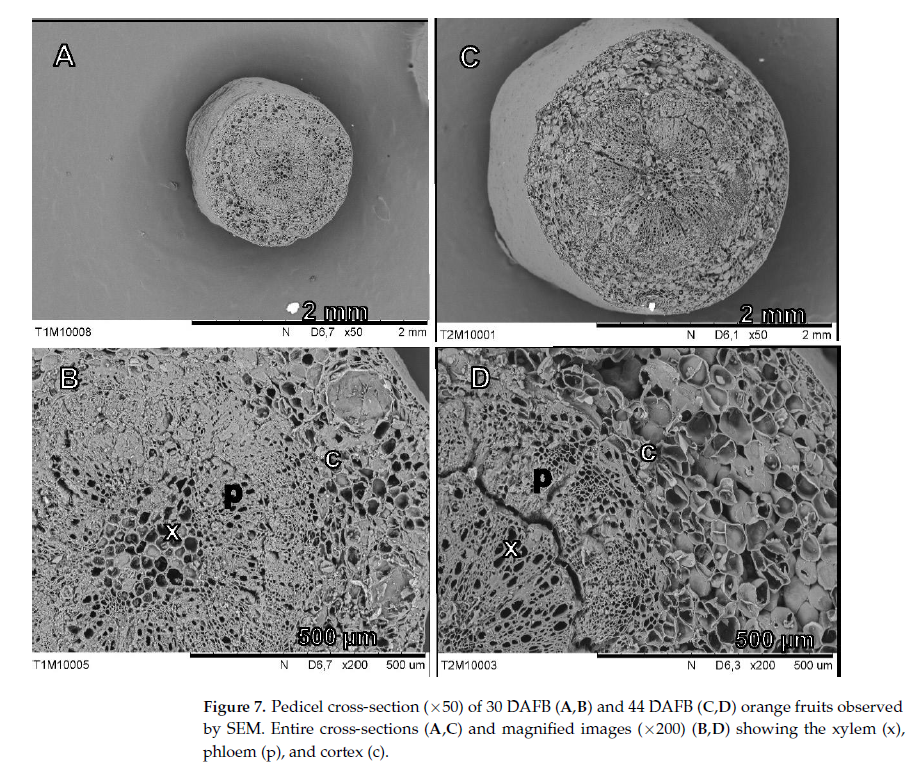 A
2 mm
T1M10008 N D6,7 x50 2 mm
C
2 mm
T2M10001 N D6,1 x50 2 mm
B
c
p
x
500 µm
T1M10005 N D6,7 x200 500 um
D
c
p
x
500 µm
T2M10003 N D6,3 x200 500 um
Figure 7. Pedicel cross-section (×50) of 30 DAFB (A,B) and 44 DAFB (C,D) orange fruits observed
by SEM. Entire cross-sections (A,C) and magnified images (×200) (B,D) showing the xylem (x),
phloem (p), and cortex (c).